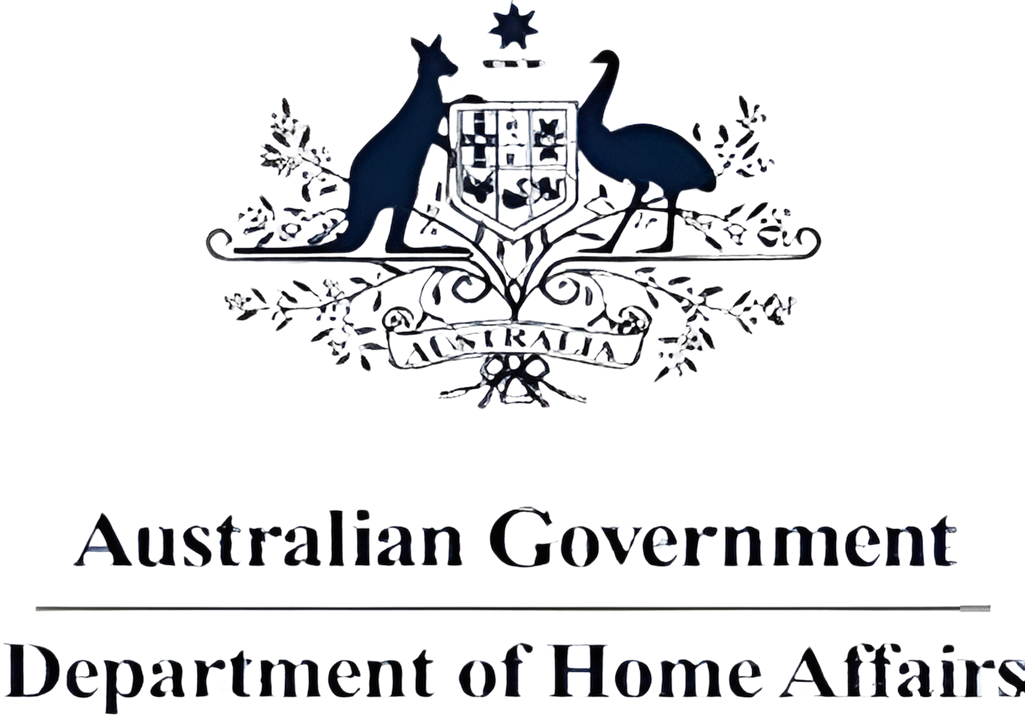 AUSTRALIA
Australian Government
Department of Home Affairs